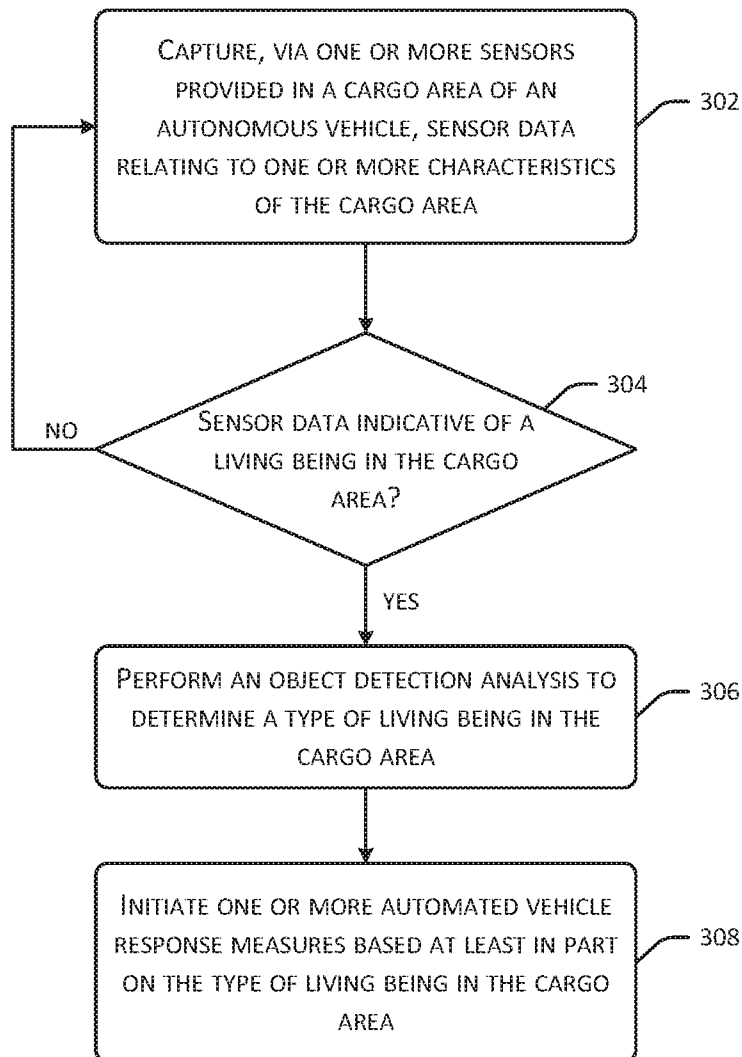 CAPTURE, VIA ONE OR MORE SENSORS
PROVIDED IN A CARGO AREA OF AN
AUTONOMOUS VEHICLE, SENSOR DATA
RELATING TO ONE OR MORE CHARACTERISTICS
OF THE CARGO AREA
302
304
SENSOR DATA INDICATIVE OF A
LIVING BEING IN THE CARGO
AREA?
NO
YES
PERFORM AN OBJECT DETECTION ANALYSIS TO
DETERMINE A TYPE OF LIVING BEING IN THE
CARGO AREA
306
INITIATE ONE OR MORE AUTOMATED VEHICLE
RESPONSE MEASURES BASED AT LEAST IN PART
ON THE TYPE OF LIVING BEING IN THE CARGO
AREA
308